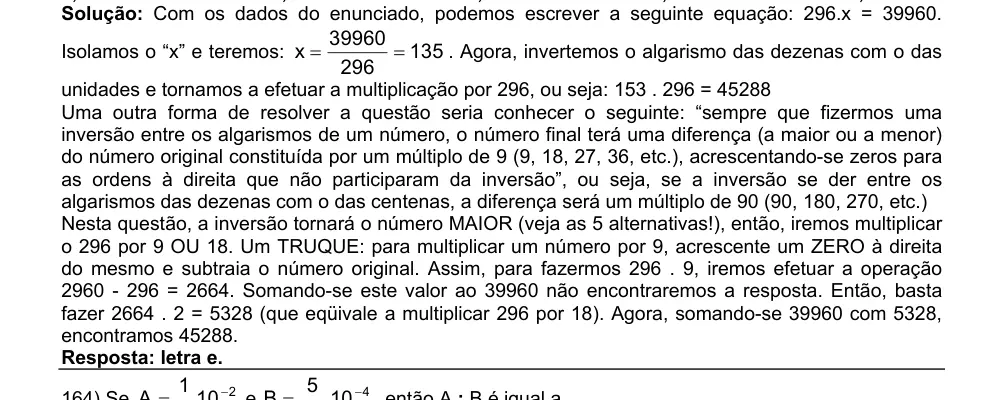 Solução: Com os dados do enunciado, podemos escrever a seguinte equação: 296.x = 39960.
Isolamos o “x” e teremos: x = 39960/296 = 135 . Agora, invertemos o algarismo das dezenas com o das
unidades e tornamos a efetuar a multiplicação por 296, ou seja: 153 . 296 = 45288
Uma outra forma de resolver a questão seria conhecer o seguinte: “sempre que fizermos uma
inversão entre os algarismos de um número, o número final terá uma diferença (a maior ou a menor)
do número original constituída por um múltiplo de 9 (9, 18, 27, 36, etc.), acrescentando-se zeros para
as ordens à direita que não participaram da inversão”, ou seja, se a inversão se der entre os
algarismos das dezenas com o das centenas, a diferença será um múltiplo de 90 (90, 180, 270, etc.)
Nesta questão, a inversão tornará o número MAIOR (veja as 5 alternativas!), então, iremos multiplicar
o 296 por 9 OU 18. Um TRUQUE: para multiplicar um número por 9, acrescente um ZERO à direita
do mesmo e subtraia o número original. Assim, para fazermos 296 . 9, iremos efetuar a operação
2960 - 296 = 2664. Somando-se este valor ao 39960 não encontraremos a resposta. Então, basta
fazer 2664 . 2 = 5328 (que eqüivale a multiplicar 296 por 18). Agora, somando-se 39960 com 5328,
encontramos 45288.
Resposta: letra e.
164) Se A = 1 10⁻² e B = 5 10⁻⁴ , então A : B é igual a